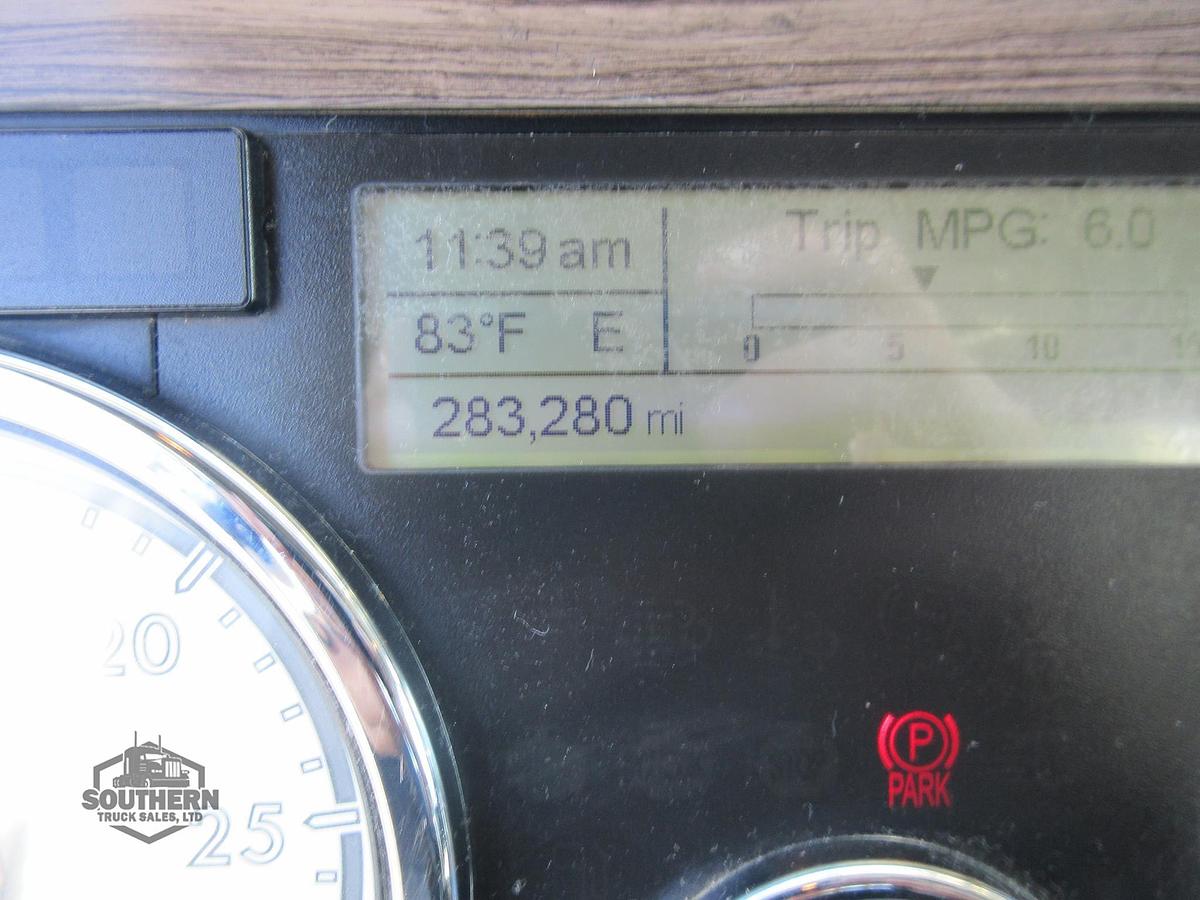 11:39 am
Trip MPG: 6.0
83°F E
0 5 10 15
283,280 mi
20
25
P
PARK
SOUTHERN
TRUCK SALES, LTD